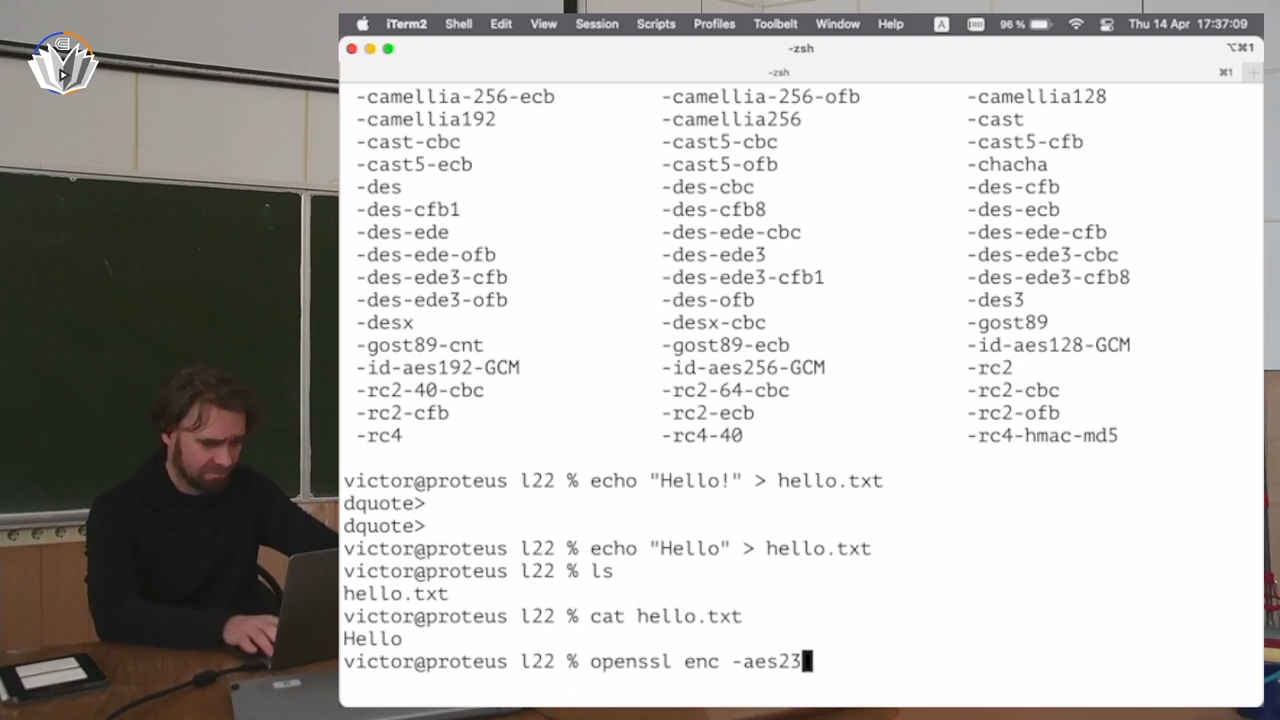 iTerm2 Shell Edit View Session Scripts Profiles Toolbelt Window Help A 96 % Thu 14 Apr 17:37:09
-zsh ⌥⌘1
-zsh ⌘1 +
-camellia-256-ecb -camellia-256-ofb -camellia128
-camellia192 -camellia256 -cast
-cast-cbc -cast5-cbc -cast5-cfb
-cast5-ecb -cast5-ofb -chacha
-des -des-cbc -des-cfb
-des-cfb1 -des-cfb8 -des-ecb
-des-ede -des-ede-cbc -des-ede-cfb
-des-ede-ofb -des-ede3 -des-ede3-cbc
-des-ede3-cfb -des-ede3-cfb1 -des-ede3-cfb8
-des-ede3-ofb -des-ofb -des3
-desx -desx-cbc -gost89
-gost89-cnt -gost89-ecb -id-aes128-GCM
-id-aes192-GCM -id-aes256-GCM -rc2
-rc2-40-cbc -rc2-64-cbc -rc2-cbc
-rc2-cfb -rc2-ecb -rc2-ofb
-rc4 -rc4-40 -rc4-hmac-md5
victor@proteus l22 % echo "Hello!" > hello.txt
dquote>
dquote>
victor@proteus l22 % echo "Hello" > hello.txt
victor@proteus l22 % ls
hello.txt
victor@proteus l22 % cat hello.txt
Hello
victor@proteus l22 % openssl enc -aes23